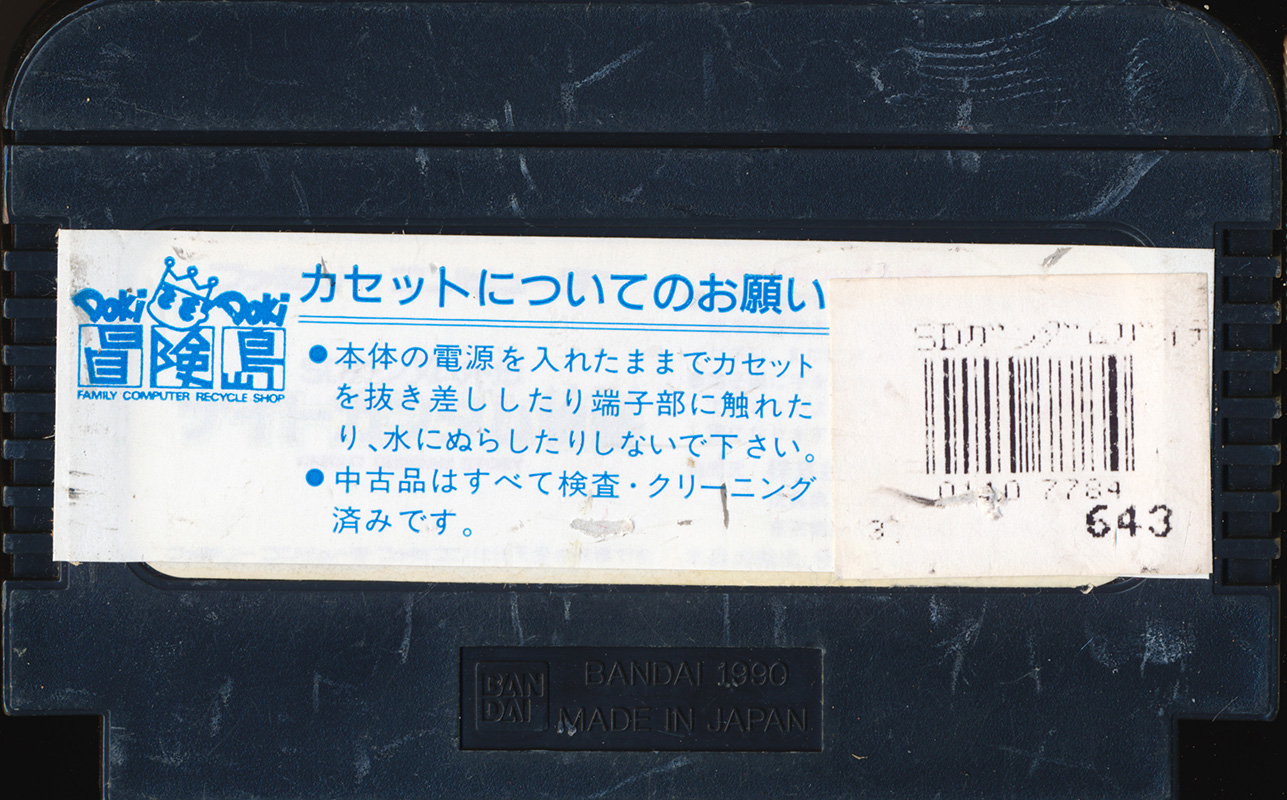 Doki Doki
冒険島
FAMILY COMPUTER RECYCLE SHOP
カセットについてのお願い
●本体の電源を入れたままでカセット
を抜き差ししたり端子部に触れた
り、水にぬらしたりしないで下さい。
●中古品はすべて検査・クリーニング
済みです。
SDガンダムガ
7784
3
643
BAN
DAI
BANDAI 1990
MADE IN JAPAN